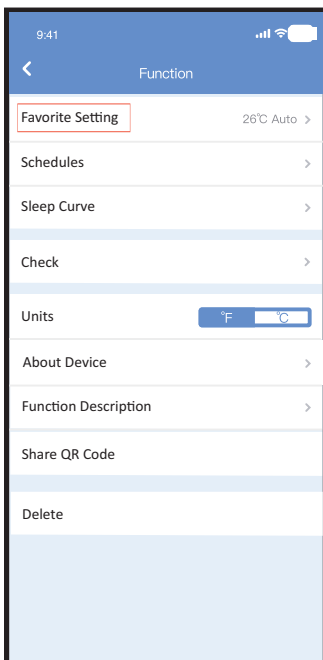 9:41
Function
Favorite Setting 26℃ Auto
Schedules
Sleep Curve
Check
Units °F ℃
About Device
Function Description
Share QR Code
Delete